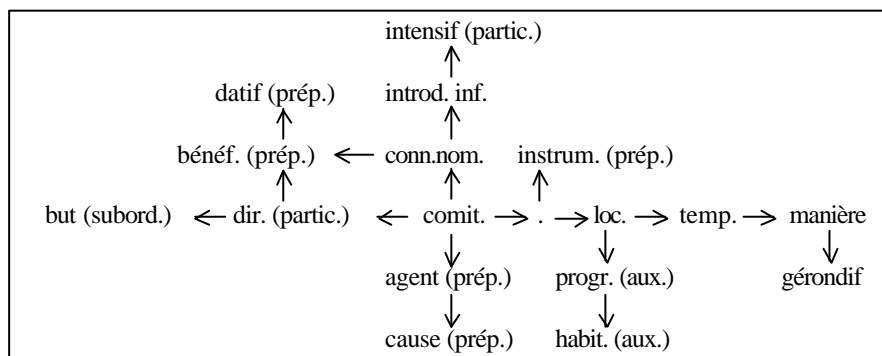 intensif (partic.)
datif (prép.) introd. inf.
bénéf. (prép.) conn.nom. instrum. (prép.)
but (subord.) dir. (partic.) comit. . loc. temp. manière
agent (prép.) progr. (aux.) gérondif
cause (prép.) habit. (aux.)